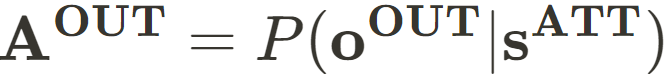 A^OUT = P(o^OUT|s^ATT)